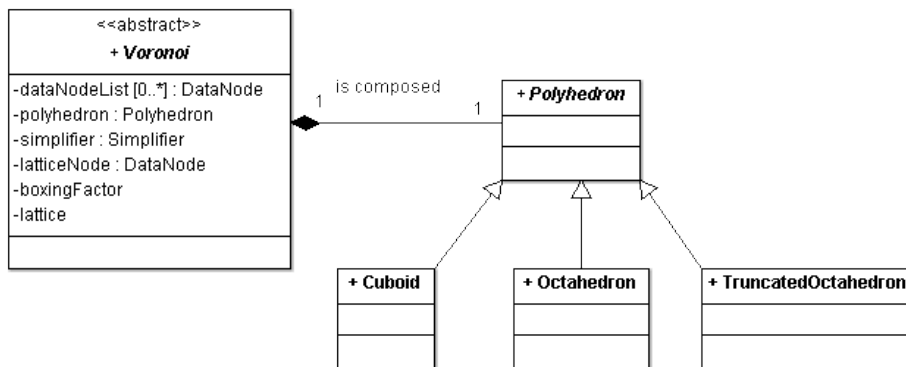 <<abstract>>
+ Voronoi
-dataNodeList [0..*] : DataNode
-polyhedron : Polyhedron
-simplifier : Simplifier
-latticeNode : DataNode
-boxingFactor
-lattice
1
is composed
1
+ Polyhedron
+ Cuboid
+ Octahedron
+ TruncatedOctahedron